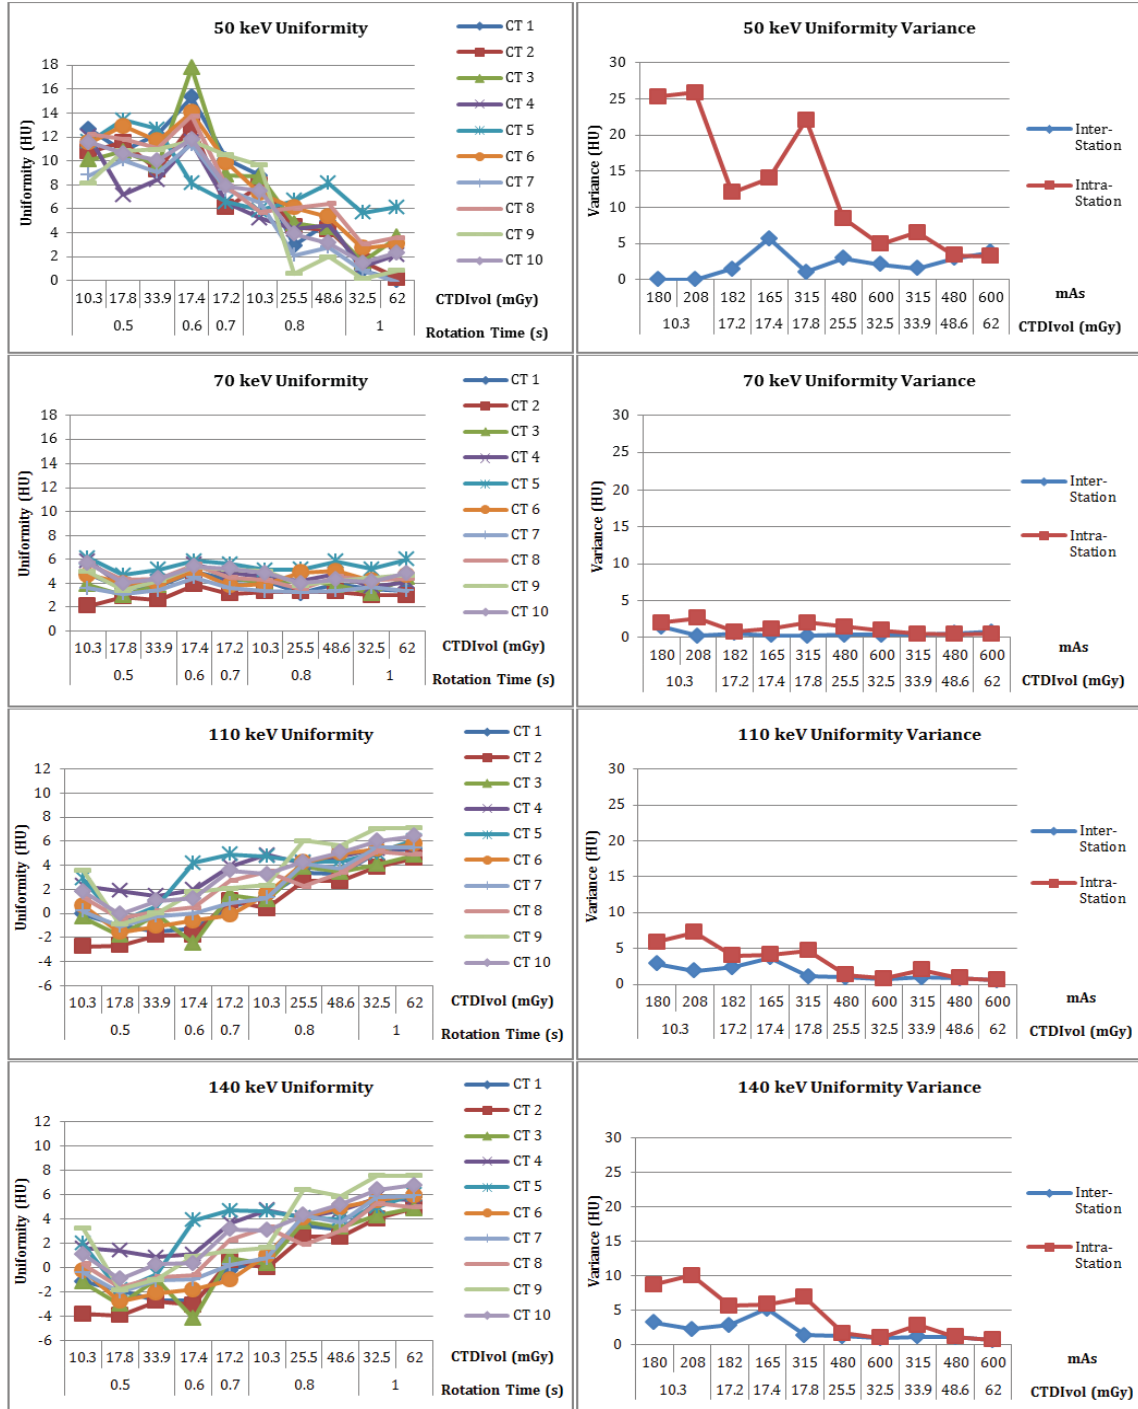 50 keV Uniformity
Uniformity (HU)
18
16
14
12
10
8
6
4
2
0
10.3 17.8 33.9 17.4 17.2 10.3 25.5 48.6 32.5 62 CTDIvol (mGy)
0.5 0.6 0.7 0.8 1 Rotation Time (s)
CT 1
CT 2
CT 3
CT 4
CT 5
CT 6
CT 7
CT 8
CT 9
CT 10
50 keV Uniformity Variance
Variance (HU)
30
25
20
15
10
5
0
180 208 182 165 315 480 600 315 480 600 mAs
10.3 17.2 17.4 17.8 25.5 32.5 33.9 48.6 62 CTDIvol (mGy)
Inter-
Station
Intra-
Station
70 keV Uniformity
Uniformity (HU)
18
16
14
12
10
8
6
4
2
0
10.3 17.8 33.9 17.4 17.2 10.3 25.5 48.6 32.5 62 CTDIvol (mGy)
0.5 0.6 0.7 0.8 1 Rotation Time (s)
CT 1
CT 2
CT 3
CT 4
CT 5
CT 6
CT 7
CT 8
CT 9
CT 10
70 keV Uniformity Variance
Variance (HU)
30
25
20
15
10
5
0
180 208 182 165 315 480 600 315 480 600 mAs
10.3 17.2 17.4 17.8 25.5 32.5 33.9 48.6 62 CTDIvol (mGy)
Inter-
Station
Intra-
Station
110 keV Uniformity
Uniformity (HU)
12
10
8
6
4
2
0
-2
-4
-6
10.3 17.8 33.9 17.4 17.2 10.3 25.5 48.6 32.5 62 CTDIvol (mGy)
0.5 0.6 0.7 0.8 1 Rotation Time (s)
CT 1
CT 2
CT 3
CT 4
CT 5
CT 6
CT 7
CT 8
CT 9
CT 10
110 keV Uniformity Variance
Variance (HU)
30
25
20
15
10
5
0
180 208 182 165 315 480 600 315 480 600 mAs
10.3 17.2 17.4 17.8 25.5 32.5 33.9 48.6 62 CTDIvol (mGy)
Inter-
Station
Intra-
Station
140 keV Uniformity
Uniformity (HU)
12
10
8
6
4
2
0
-2
-4
-6
10.3 17.8 33.9 17.4 17.2 10.3 25.5 48.6 32.5 62 CTDIvol (mGy)
0.5 0.6 0.7 0.8 1 Rotation Time (s)
CT 1
CT 2
CT 3
CT 4
CT 5
CT 6
CT 7
CT 8
CT 9
CT 10
140 keV Uniformity Variance
Variance (HU)
30
25
20
15
10
5
0
180 208 182 165 315 480 600 315 480 600 mAs
10.3 17.2 17.4 17.8 25.5 32.5 33.9 48.6 62 CTDIvol (mGy)
Inter-
Station
Intra-
Station